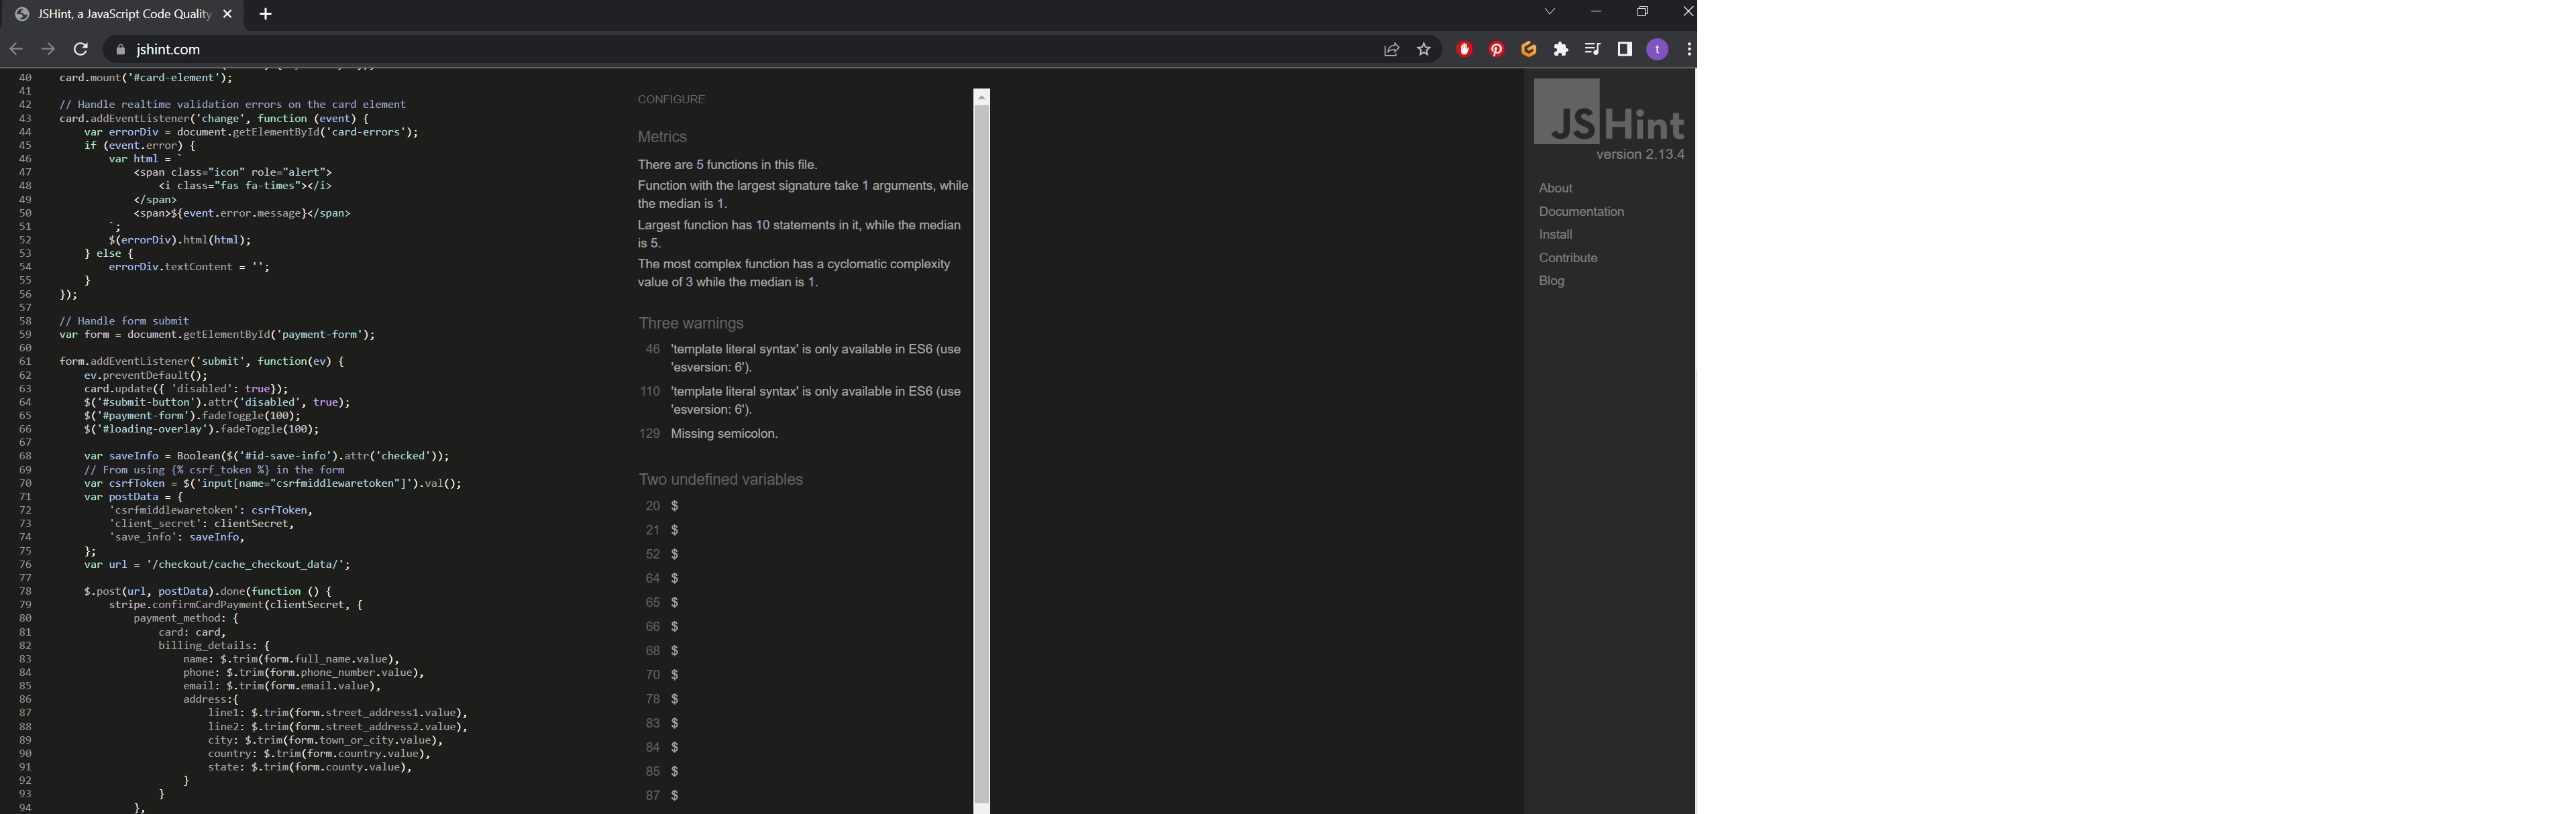 JSHint, a JavaScript Code Quality
jshint.com
t
40 card.mount('#card-element');
41
42 // Handle realtime validation errors on the card element
43 card.addEventListener('change', function (event) {
44 var errorDiv = document.getElementById('card-errors');
45 if (event.error) {
46 var html = `
47 <span class="icon" role="alert">
48 <i class="fas fa-times"></i>
49 </span>
50 <span>${event.error.message}</span>
51 `;
52 $(errorDiv).html(html);
53 } else {
54 errorDiv.textContent = '';
55 }
56 });
57
58 // Handle form submit
59 var form = document.getElementById('payment-form');
60
61 form.addEventListener('submit', function(ev) {
62 ev.preventDefault();
63 card.update({ 'disabled': true});
64 $('#submit-button').attr('disabled', true);
65 $('#payment-form').fadeToggle(100);
66 $('#loading-overlay').fadeToggle(100);
67
68 var saveInfo = Boolean($('#id-save-info').attr('checked'));
69 // From using {% csrf_token %} in the form
70 var csrfToken = $('input[name="csrfmiddlewaretoken"]').val();
71 var postData = {
72 'csrfmiddlewaretoken': csrfToken,
73 'client_secret': clientSecret,
74 'save_info': saveInfo,
75 };
76 var url = '/checkout/cache_checkout_data/';
77
78 $.post(url, postData).done(function () {
79 stripe.confirmCardPayment(clientSecret, {
80 payment_method: {
81 card: card,
82 billing_details: {
83 name: $.trim(form.full_name.value),
84 phone: $.trim(form.phone_number.value),
85 email: $.trim(form.email.value),
86 address:{
87 line1: $.trim(form.street_address1.value),
88 line2: $.trim(form.street_address2.value),
89 city: $.trim(form.town_or_city.value),
90 country: $.trim(form.country.value),
91 state: $.trim(form.county.value),
92 }
93 }
94 },
CONFIGURE
Metrics
There are 5 functions in this file.
Function with the largest signature take 1 arguments, while
the median is 1.
Largest function has 10 statements in it, while the median
is 5.
The most complex function has a cyclomatic complexity
value of 3 while the median is 1.
Three warnings
46 'template literal syntax' is only available in ES6 (use
'esversion: 6').
110 'template literal syntax' is only available in ES6 (use
'esversion: 6').
129 Missing semicolon.
Two undefined variables
20 $
21 $
52 $
64 $
65 $
66 $
68 $
70 $
78 $
83 $
84 $
85 $
87 $
JSHint
version 2.13.4
About
Documentation
Install
Contribute
Blog